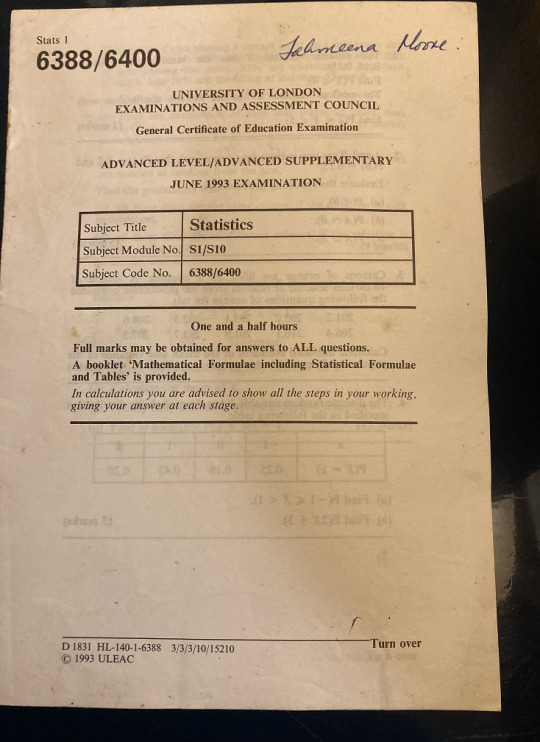 Stats 1
6388/6400
Tahmeena Moore.
UNIVERSITY OF LONDON
EXAMINATIONS AND ASSESSMENT COUNCIL
General Certificate of Education Examination
ADVANCED LEVEL/ADVANCED SUPPLEMENTARY
JUNE 1993 EXAMINATION
Subject Title Statistics
Subject Module No. S1/S10
Subject Code No. 6388/6400
One and a half hours
Full marks may be obtained for answers to ALL questions.
A booklet ‘Mathematical Formulae including Statistical Formulae
and Tables’ is provided.
In calculations you are advised to show all the steps in your working,
giving your answer at each stage.
Turn over
D 1831 HL-140-1-6388 3/3/3/10/15210
© 1993 ULEAC